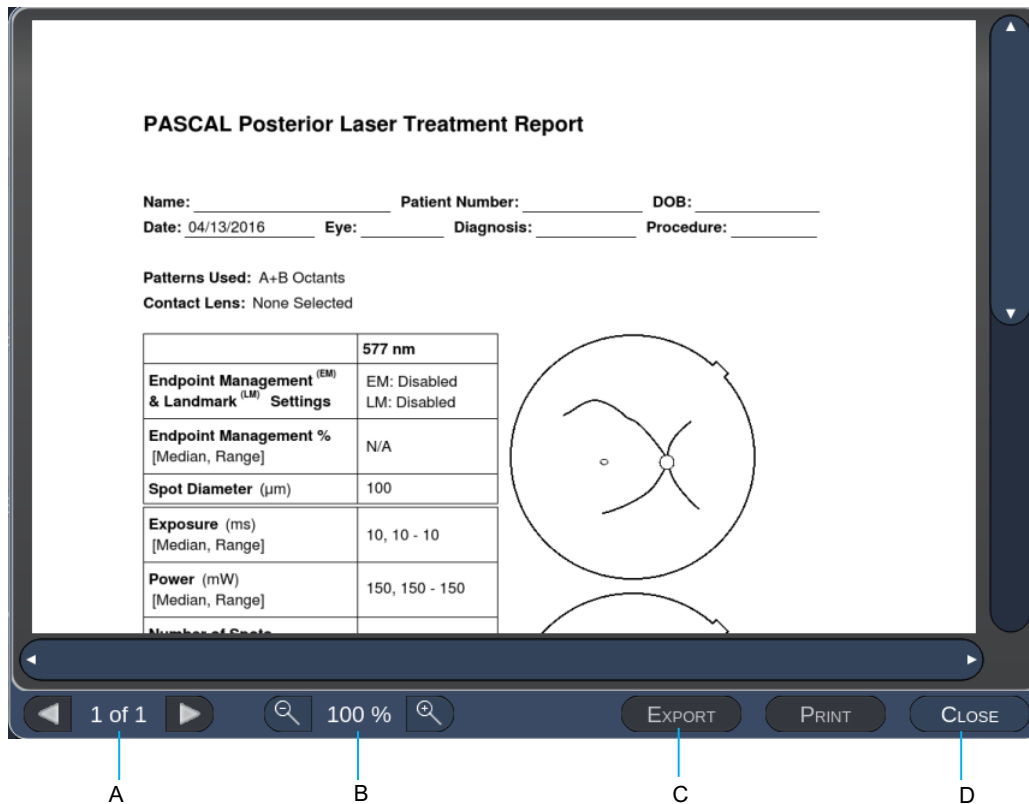 PASCAL Posterior Laser Treatment Report
Name: Patient Number: DOB:
Date: 04/13/2016 Eye: Diagnosis: Procedure:
Patterns Used: A+B Octants
Contact Lens: None Selected
577 nm
Endpoint Management (EM)
& Landmark (LM) Settings
EM: Disabled
LM: Disabled
Endpoint Management %
[Median, Range]
N/A
Spot Diameter (µm) 100
Exposure (ms)
[Median, Range]
10, 10 - 10
Power (mW)
[Median, Range]
150, 150 - 150
Number of Spots
1 of 1 100 % EXPORT PRINT CLOSE
A B C D